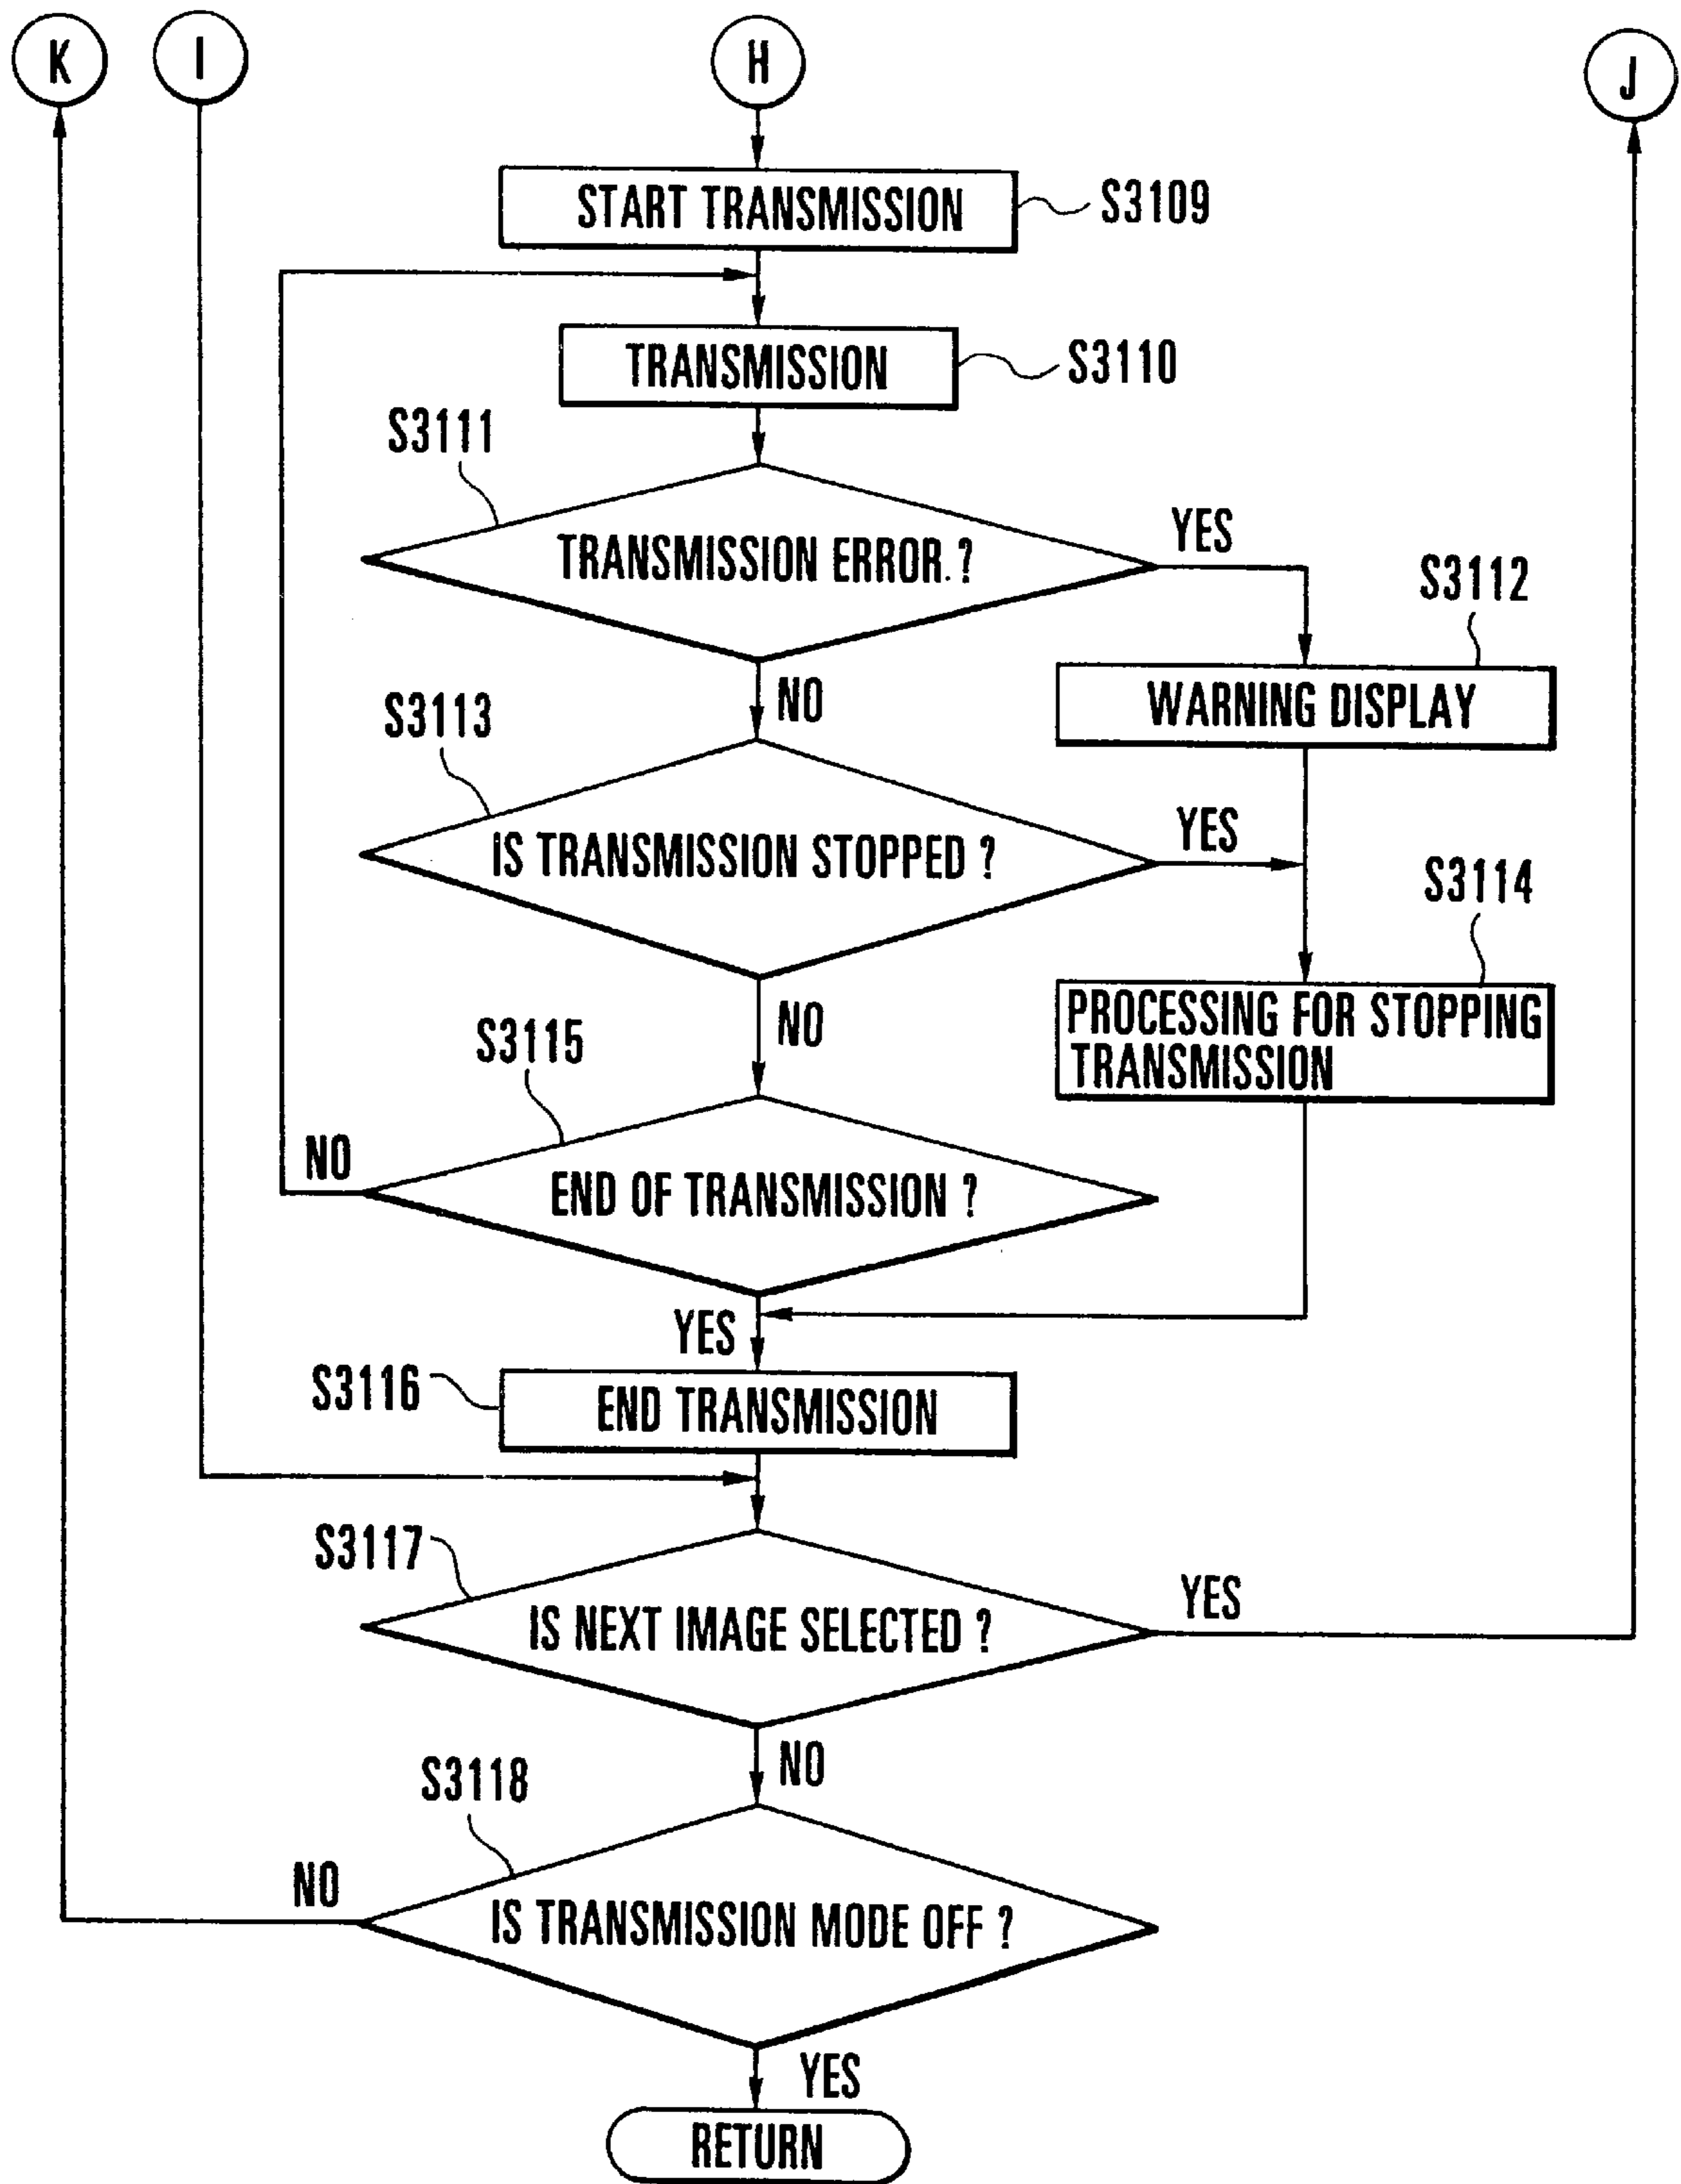 K
I
H
J
START TRANSMISSION
S3109
TRANSMISSION
S3110
S3111
TRANSMISSION ERROR.?
YES
S3112
WARNING DISPLAY
NO
S3113
IS TRANSMISSION STOPPED ?
YES
S3114
PROCESSING FOR STOPPING
TRANSMISSION
NO
S3115
NO
END OF TRANSMISSION ?
YES
S3116
END TRANSMISSION
S3117
IS NEXT IMAGE SELECTED ?
YES
NO
S3118
NO
IS TRANSMISSION MODE OFF ?
YES
RETURN